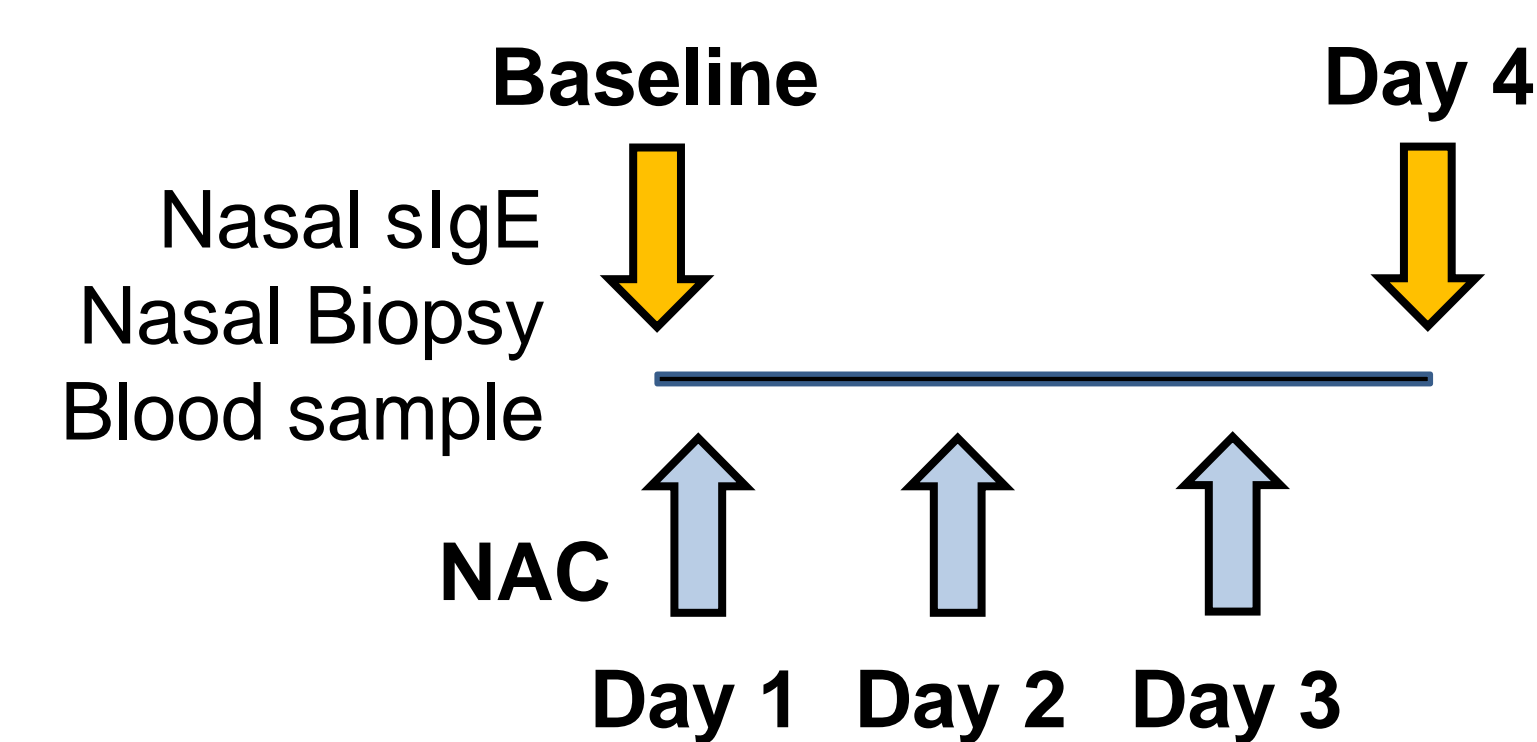 Baseline
Day 4
Nasal sIgE
Nasal Biopsy
Blood sample
NAC
Day 1
Day 2
Day 3